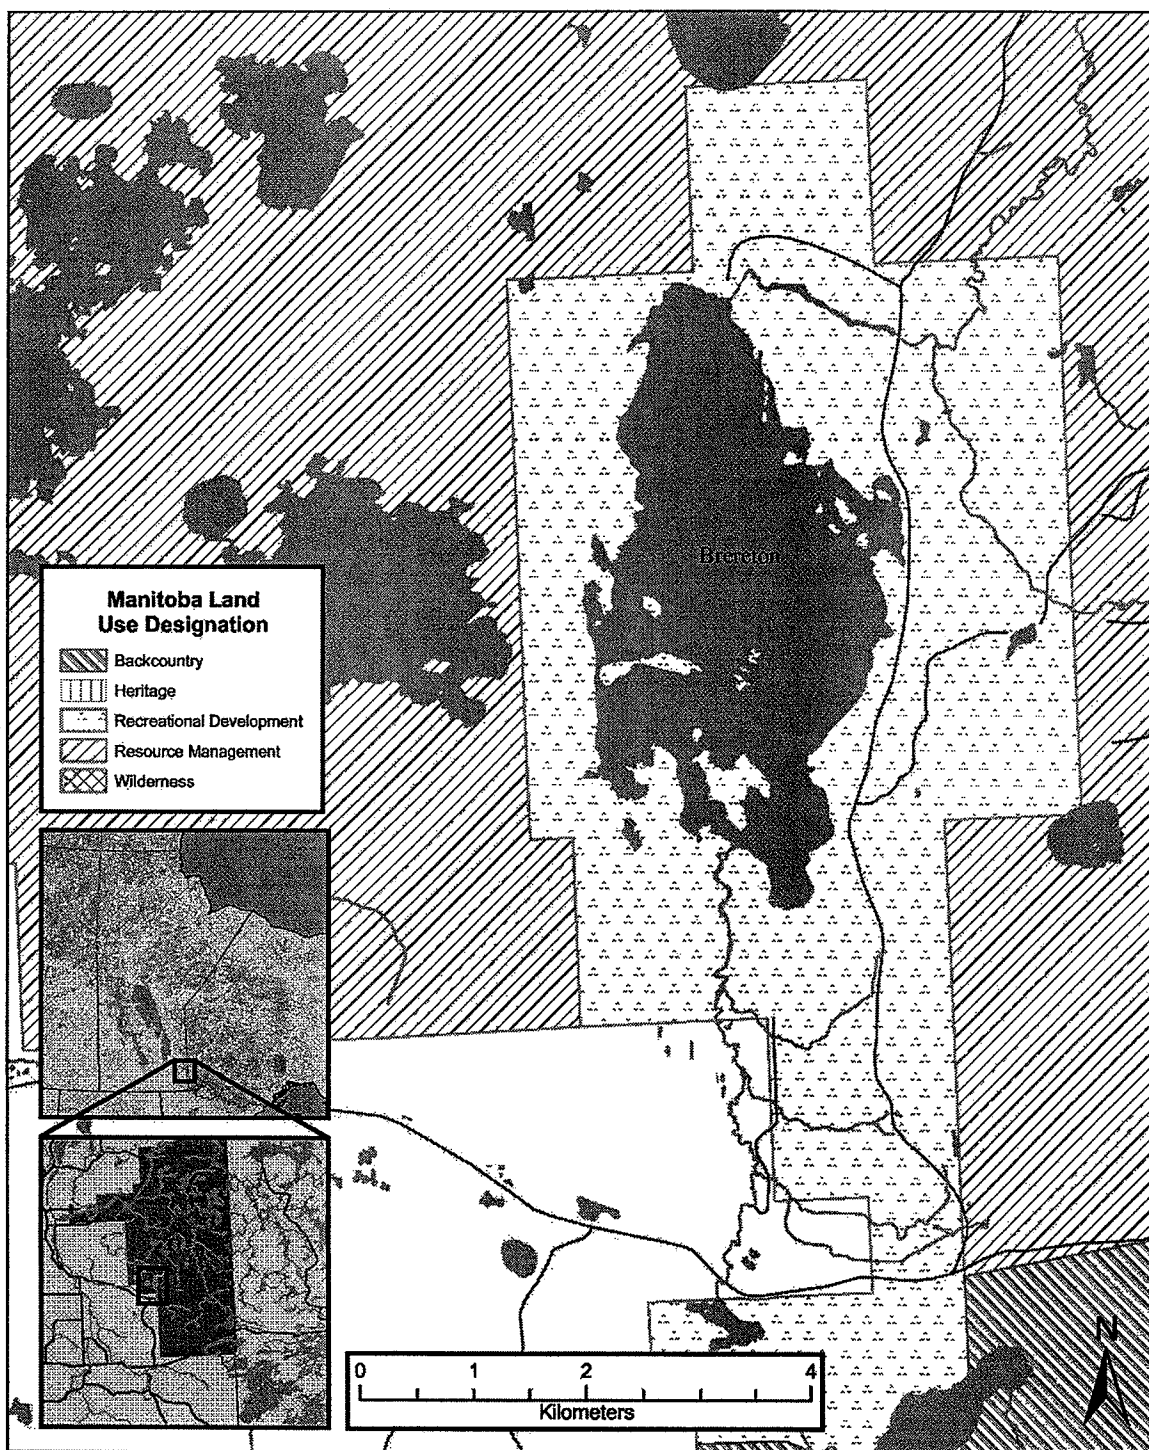 Brereton
Manitoba Land
Use Designation
Backcountry
Heritage
Recreational Development
Resource Management
Wilderness
0 1 2 4
Kilometers
N